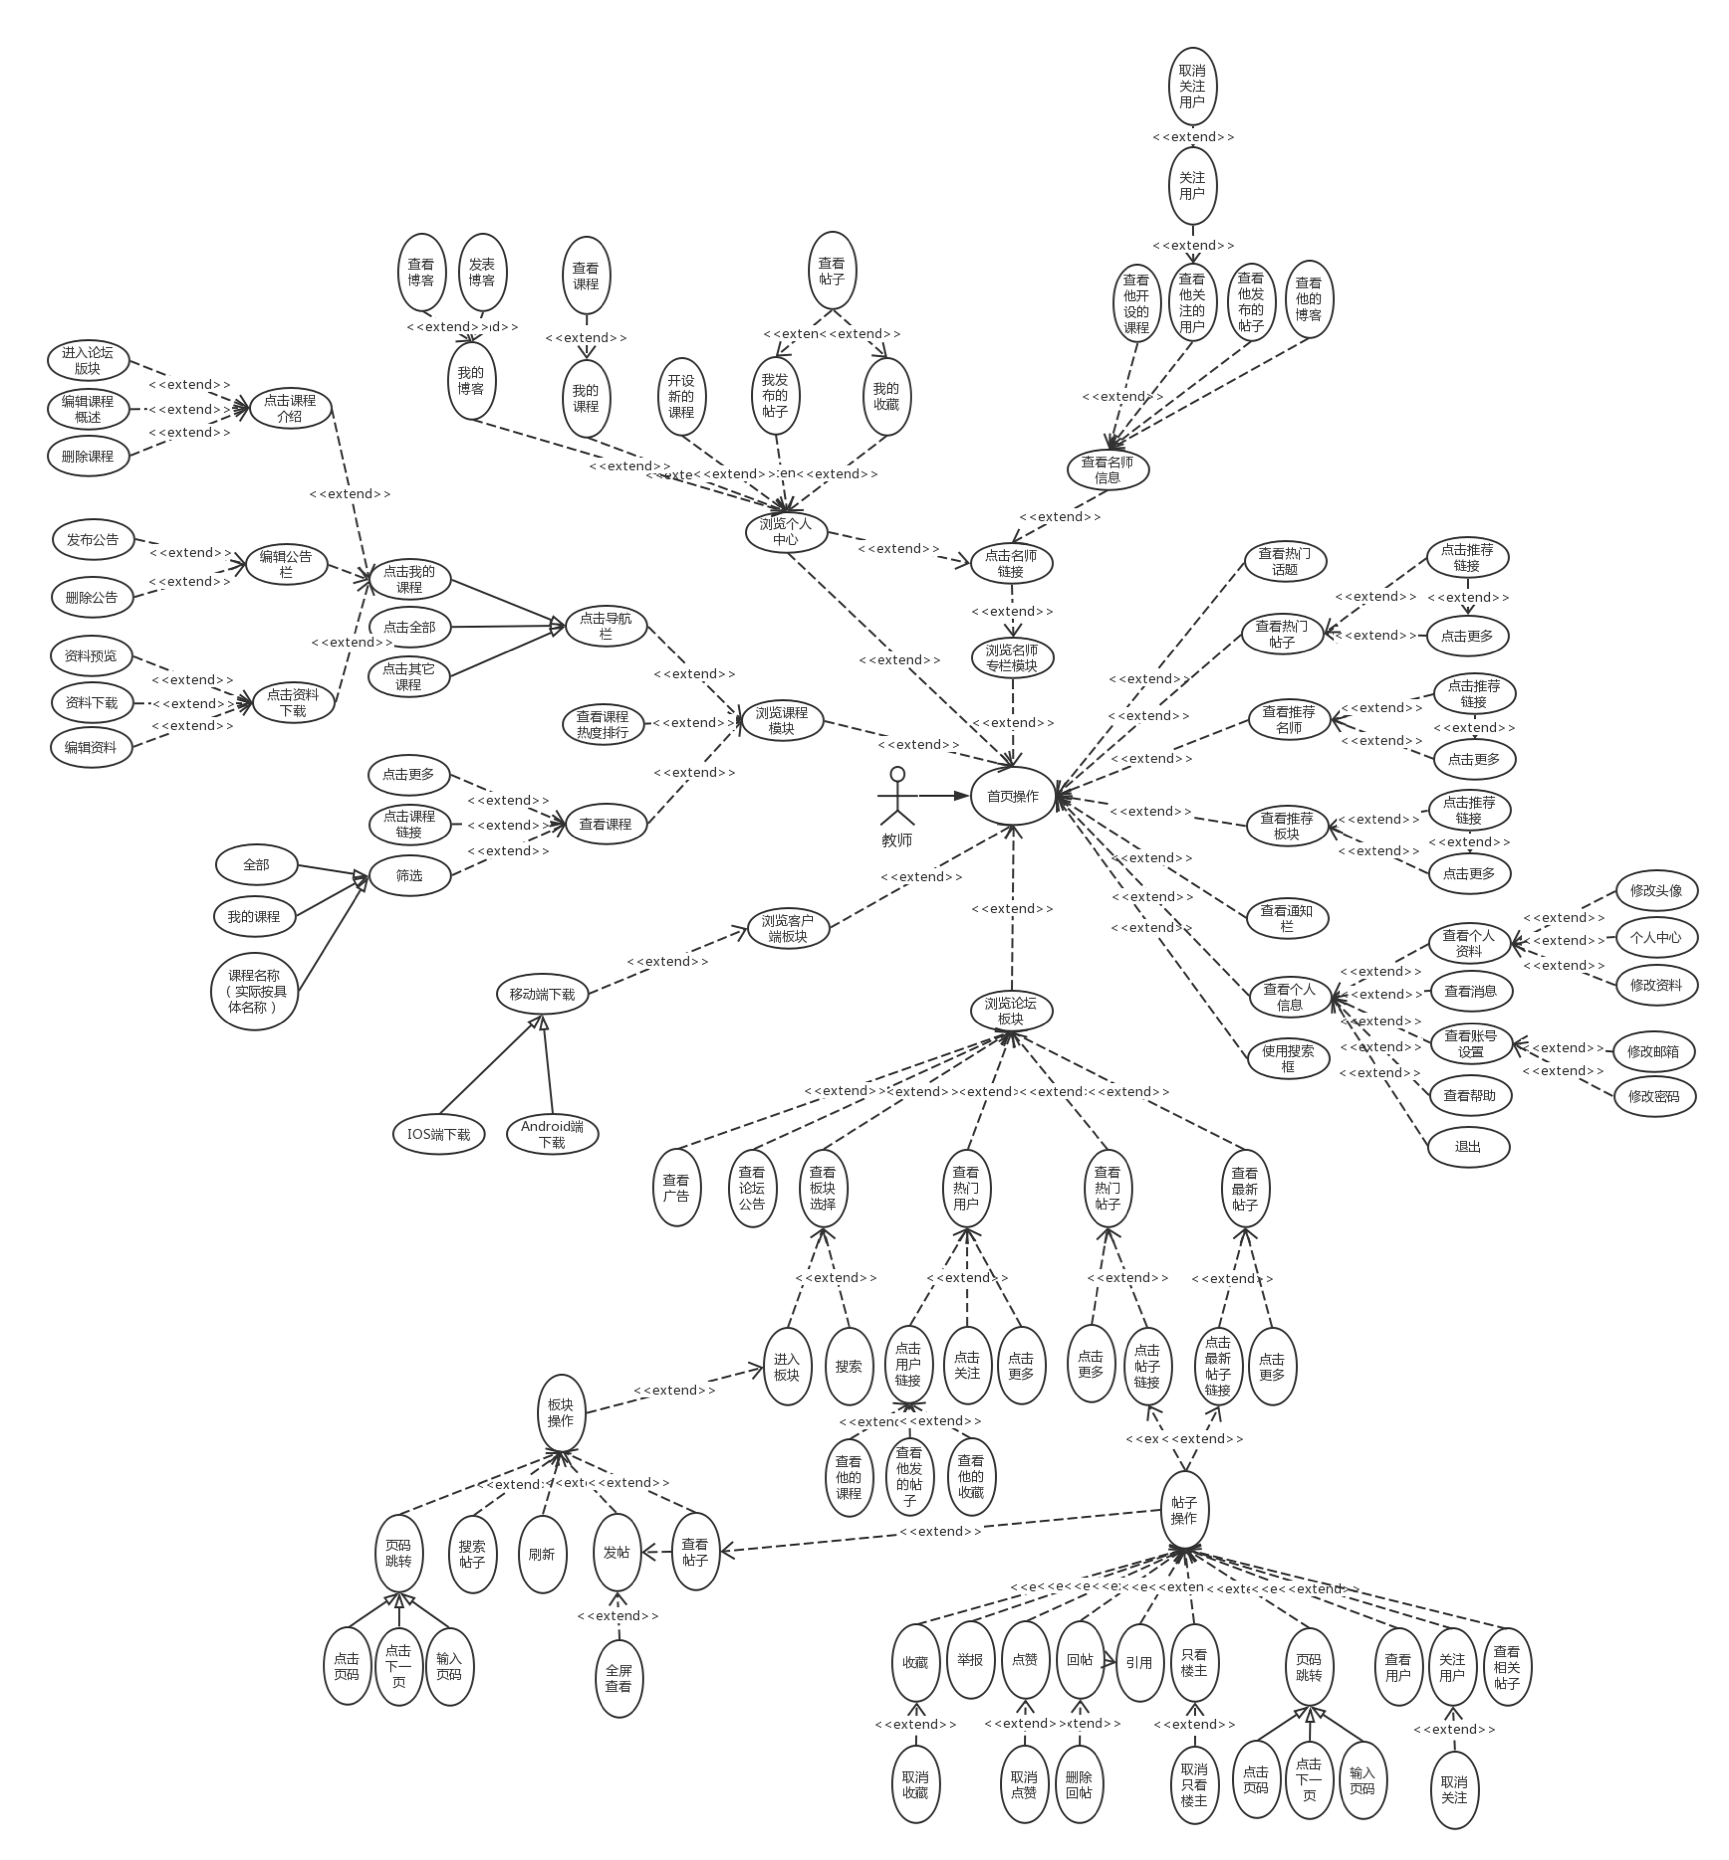 取消
关注
用户
<<extend>>
关注
用户
<<extend>>
查看
博客
发表
博客
查看
课程
查看
帖子
查看
他开
设的
课程
查看
他关
注的
用户
查看
他发
布的
帖子
查看
他的
博客
<<extend>>
<<extend>>
<<extend>>
我的
博客
我的
课程
开设
新的
课程
我发
布的
帖子
我的
收藏
<<extend>>
进入论坛
版块
编辑课程
概述
删除课程
<<extend>>
<<extend>>
<<extend>>
点击课程
介绍
<<extend>>
<<extend>>
<<extend>>
<<extend>>
查看名师
信息
<<extend>>
浏览个人
中心
<<extend>>
点击名师
链接
<<extend>>
浏览名师
专栏模块
<<extend>>
<<extend>>
发布公告
删除公告
<<extend>>
<<extend>>
编辑公告
栏
点击我的
课程
点击全部
点击其它
课程
点击导航
栏
<<extend>>
资料预览
资料下载
编辑资料
<<extend>>
<<extend>>
<<extend>>
点击资料
下载
<<extend>>
查看课程
热度排行
<<extend>>
浏览课程
模块
<<extend>>
<<extend>>
点击更多
点击课程
链接
筛选
<<extend>>
<<extend>>
<<extend>>
查看课程
全部
我的课程
课程名称
（实际按具
体名称）
教师
首页操作
查看热门
话题
<<extend>>
查看热门
帖子
<<extend>>
<<extend>>
点击推荐
链接
<<extend>>
<<extend>>
点击更多
查看推荐
名师
<<extend>>
<<extend>>
点击推荐
链接
<<extend>>
<<extend>>
点击更多
查看推荐
板块
<<extend>>
<<extend>>
点击推荐
链接
<<extend>>
<<extend>>
点击更多
查看通知
栏
<<extend>>
查看个人
信息
<<extend>>
使用搜索
框
<<extend>>
<<extend>>
<<extend>>
<<extend>>
<<extend>>
<<extend>>
查看个人
资料
查看消息
查看账号
设置
查看帮助
退出
<<extend>>
<<extend>>
<<extend>>
修改头像
个人中心
修改资料
<<extend>>
<<extend>>
修改邮箱
修改密码
<<extend>>
浏览客户
端板块
<<extend>>
移动端下载
IOS端下载
Android端
下载
<<extend>>
浏览论坛
板块
<<extend>>
<<extend>>
查看
广告
查看
论坛
公告
查看
板块
选择
查看
热门
用户
查看
热门
帖子
查看
最新
帖子
<<extend>>
<<extend>>
<<extend>>
<<extend>>
进入
板块
搜索
点击
用户
链接
点击
关注
点击
更多
点击
更多
点击
帖子
链接
点击
最新
帖子
链接
点击
更多
<<extend>>
板块
操作
<<extend>>
查看
他的
课程
查看
他发
的帖
子
查看
他的
收藏
<<extend>>
帖子
操作
<<extend>>
<<extend>>
页码
跳转
搜索
帖子
刷新
发帖
查看
帖子
<<extend>>
点击
页码
点击
下一
页
输入
页码
全屏
查看
<<extend>>
收藏
举报
点赞
回帖
引用
只看
楼主
页码
跳转
查看
用户
关注
用户
查看
相关
帖子
<<extend>>
<<extend>>
<<extend>>
<<extend>>
取消
收藏
取消
点赞
删除
回帖
取消
只看
楼主
点击
页码
点击
下一
页
输入
页码
取消
关注